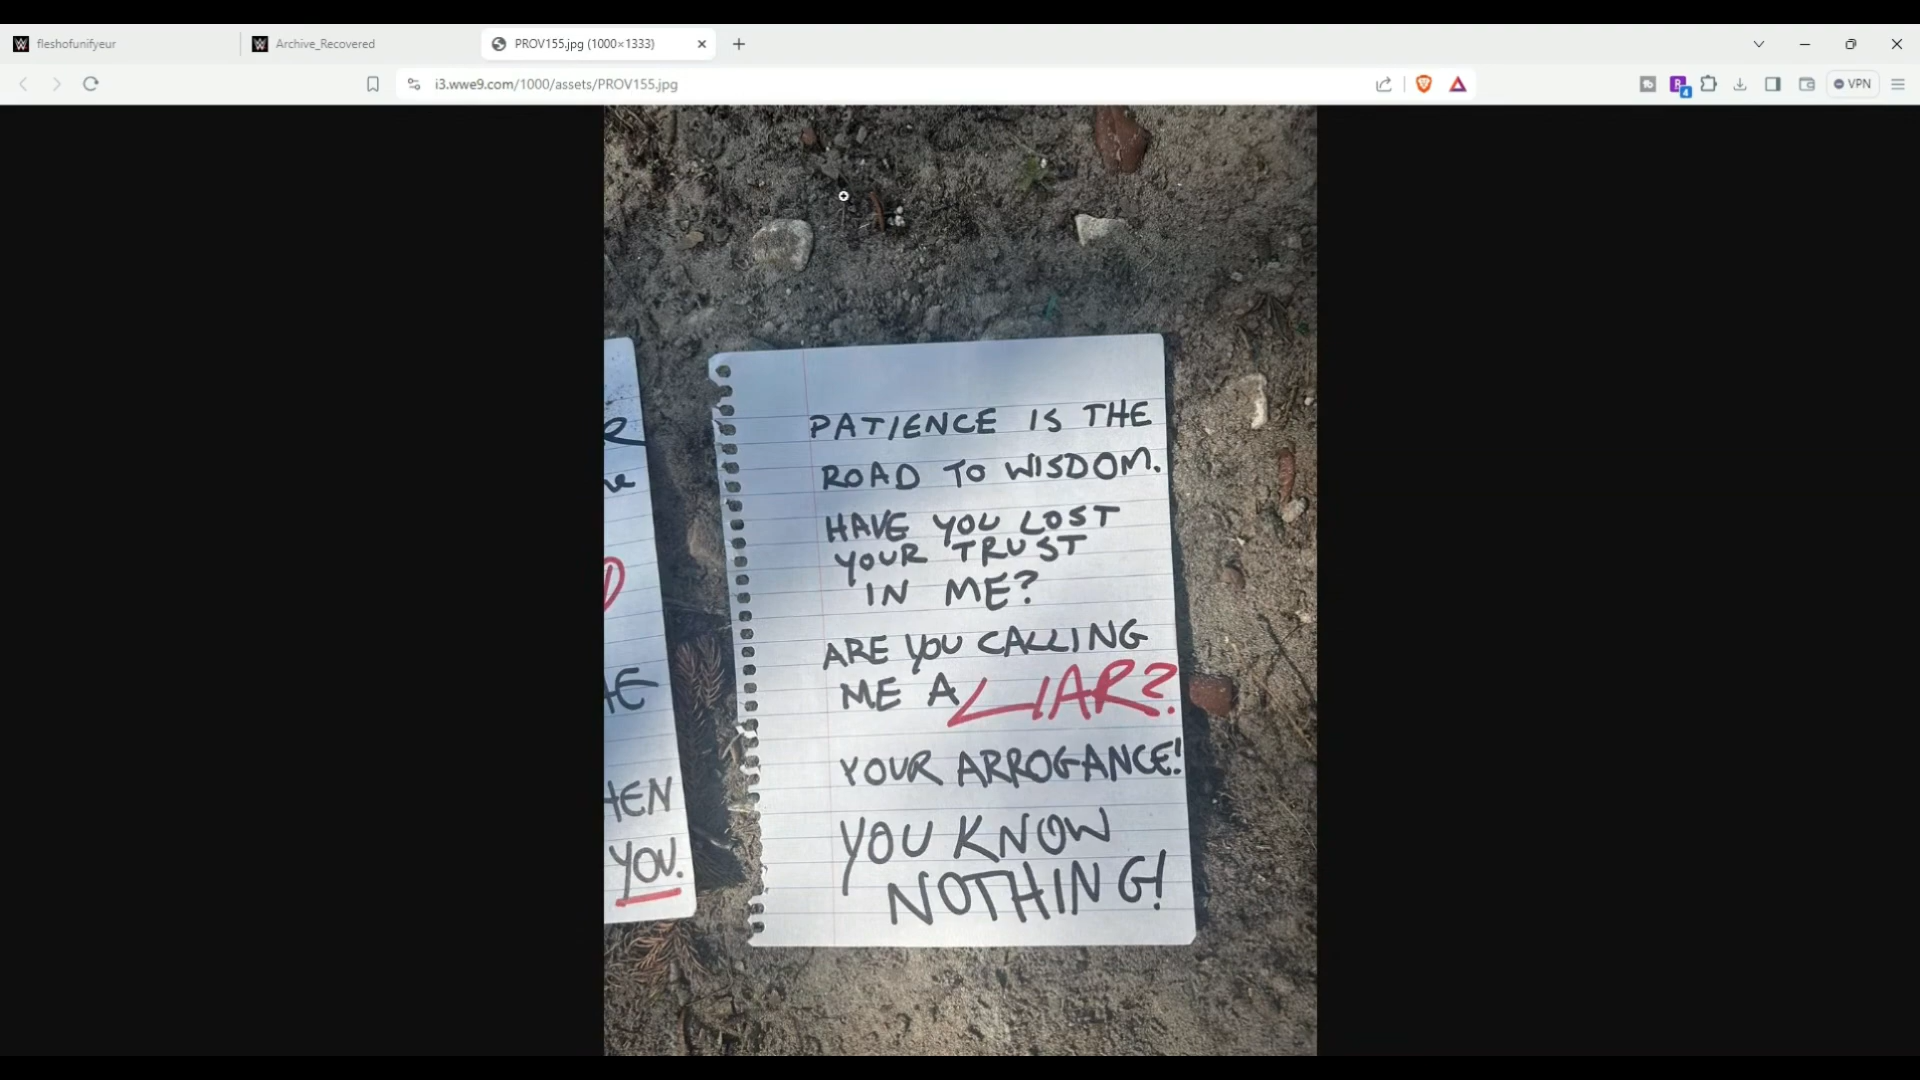 fleshofunifyeur
Archive_Recovered
PROV155.jpg (1000×1333)
i3.wwe9.com/1000/assets/PROV155.jpg
4
VPN
PATIENCE IS THE
ROAD TO WISDOM.
HAVE YOU LOST
YOUR TRUST
IN ME?
ARE YOU CALLING
ME A LIAR?
YOUR ARROGANCE!
YOU KNOW
NOTHING!
HEN
YOU.